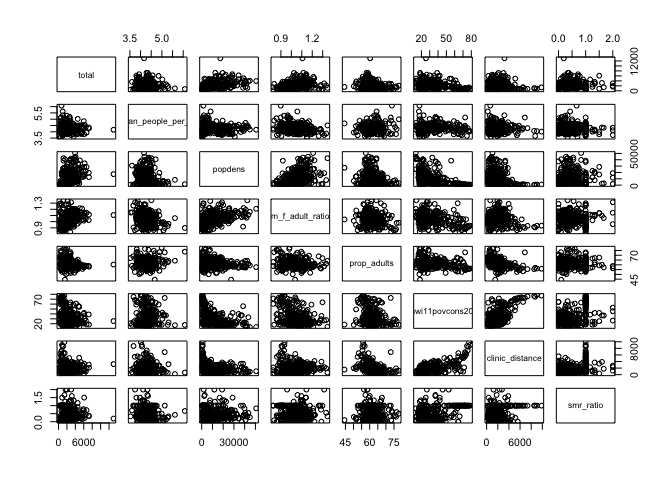 3.5 5.0 0.9 1.2 20 50 80 0.0 1.0 2.0
total 0 12000
3.5 5.5 an_people_per_
popdens 0 500000
0.9 1.3 m_f_adult_ratio
prop_adults 45 70
20 70 wi11povcons20
clinic_distance 0 8000
0.0 1.5 smr_ratio
0 6000 0 30000 45 60 75 0 6000